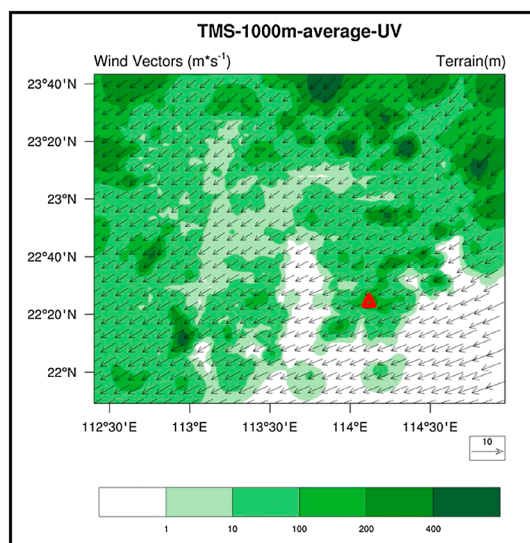 TMS-1000m-average-UV
Wind Vectors (m*s⁻¹) Terrain(m)
23°40'N
23°20'N
23°N
22°40'N
22°20'N
22°N
112°30'E 113°E 113°30'E 114°E 114°30'E
10
1 10 100 200 400